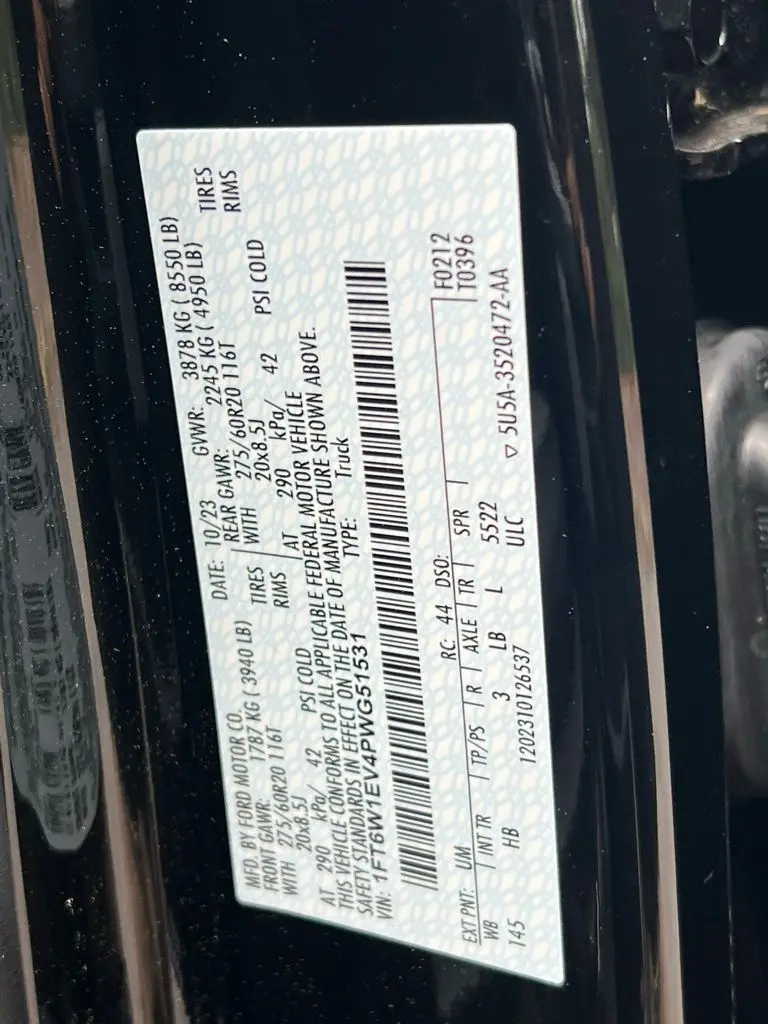 MFD. BY FORD MOTOR CO.
DATE: 10/23 GVWR: 3878 KG ( 8550 LB)
FRONT GAWR: 1787 KG ( 3940 LB) REAR GAWR: 2245 KG ( 4950 LB)
WITH 275/60R20 116T TIRES WITH 275/60R20 116T TIRES
20x8.5J RIMS 20x8.5J RIMS
AT 290 kPa/ 42 PSI COLD AT 290 kPa/ 42 PSI COLD
THIS VEHICLE CONFORMS TO ALL APPLICABLE FEDERAL MOTOR VEHICLE
SAFETY STANDARDS IN EFFECT ON THE DATE OF MANUFACTURE SHOWN ABOVE.
VIN: 1FT6W1EV4PWG51531 TYPE: Truck
EXT PNT: UM RC: 44 DSO: F0212
WB INT TR TP/PS R AXLE TR SPR T0396
145 HB 3 LB L 5522
1202310126537 ULC
▽ 5U5A-3520472-AA